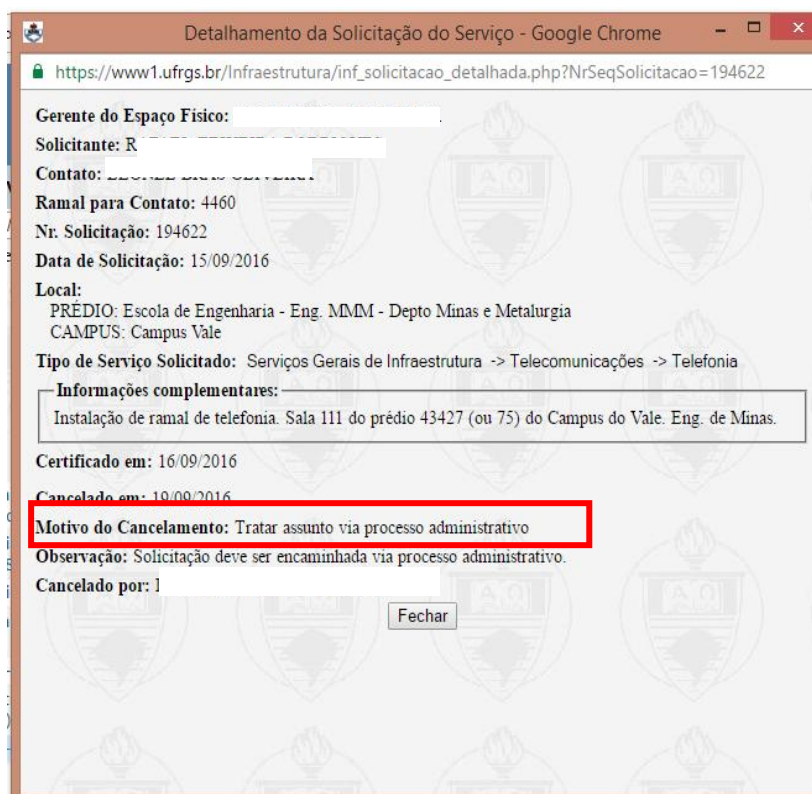 Detalhamento da Solicitação do Serviço - Google Chrome
https://www1.ufrgs.br/Infraestrutura/inf_solicitacao_detalhada.php?NrSeqSolicitacao=194622
Gerente do Espaço Físico:
Solicitante: R
Contato:
Ramal para Contato: 4460
Nr. Solicitação: 194622
Data de Solicitação: 15/09/2016
Local:
PRÉDIO: Escola de Engenharia - Eng. MMM - Depto Minas e Metalurgia
CAMPUS: Campus Vale
Tipo de Serviço Solicitado: Serviços Gerais de Infraestrutura -> Telecomunicações -> Telefonia
Informações complementares:
Instalação de ramal de telefonia. Sala 111 do prédio 43427 (ou 75) do Campus do Vale. Eng. de Minas.
Certificado em: 16/09/2016
Cancelado em: 19/09/2016
Motivo do Cancelamento: Tratar assunto via processo administrativo
Observação: Solicitação deve ser encaminhada via processo administrativo.
Cancelado por:
Fechar